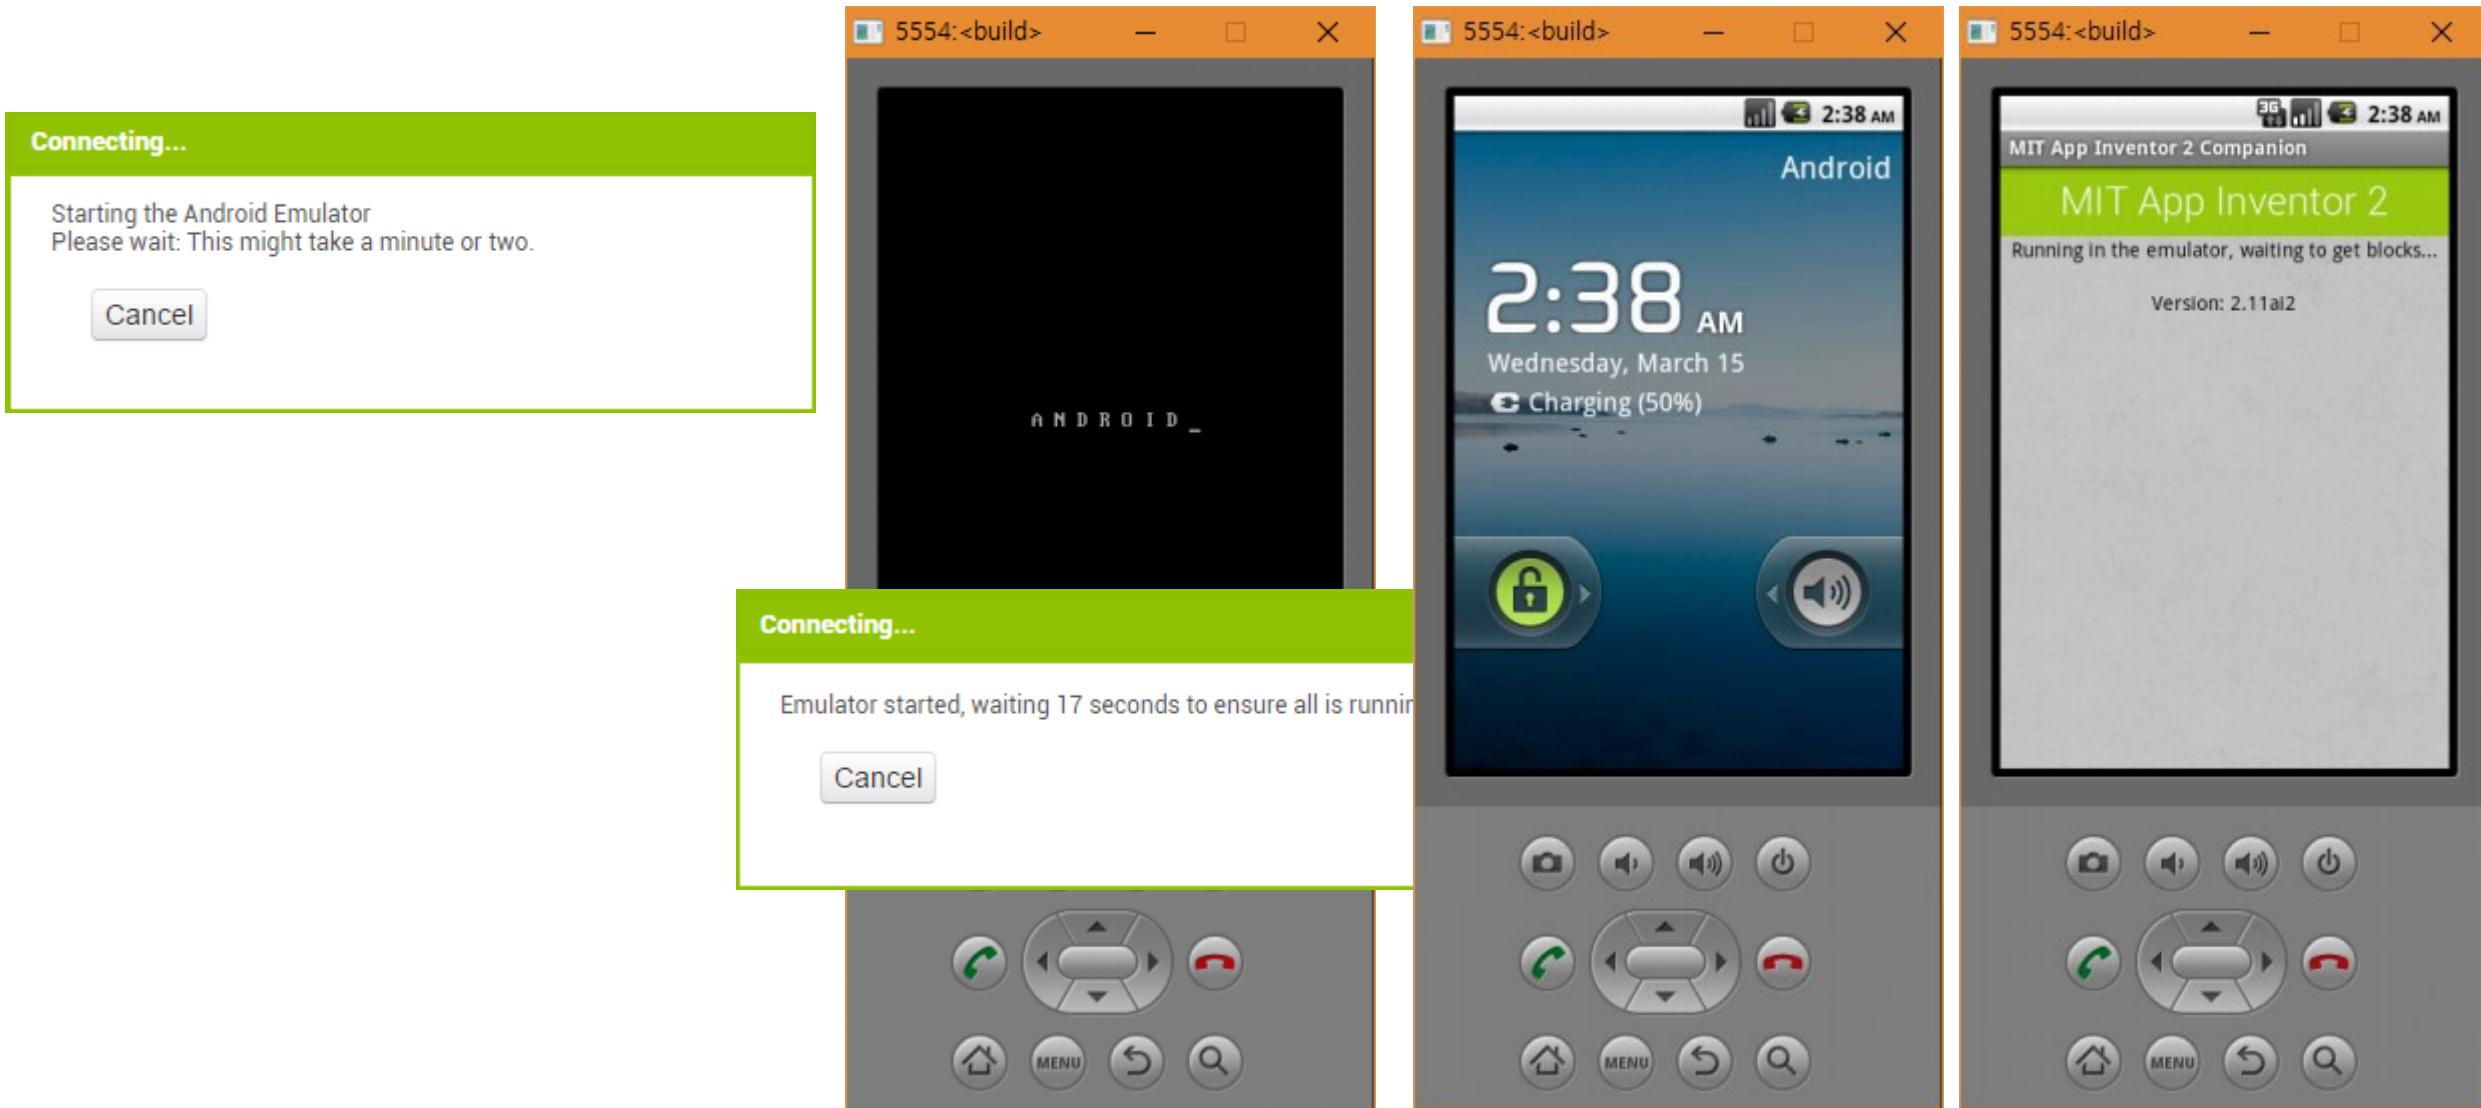 Connecting...
Starting the Android Emulator
Please wait: This might take a minute or two.
Cancel
5554:<build>
A N D R O I D _
Connecting...
Emulator started, waiting 17 seconds to ensure all is runnin
Cancel
MENU
5554:<build>
2:38 AM
Android
2:38 AM
Wednesday, March 15
Charging (50%)
MENU
5554:<build>
3G 2:38 AM
MIT App Inventor 2 Companion
MIT App Inventor 2
Running in the emulator, waiting to get blocks...
Version: 2.11ai2
MENU